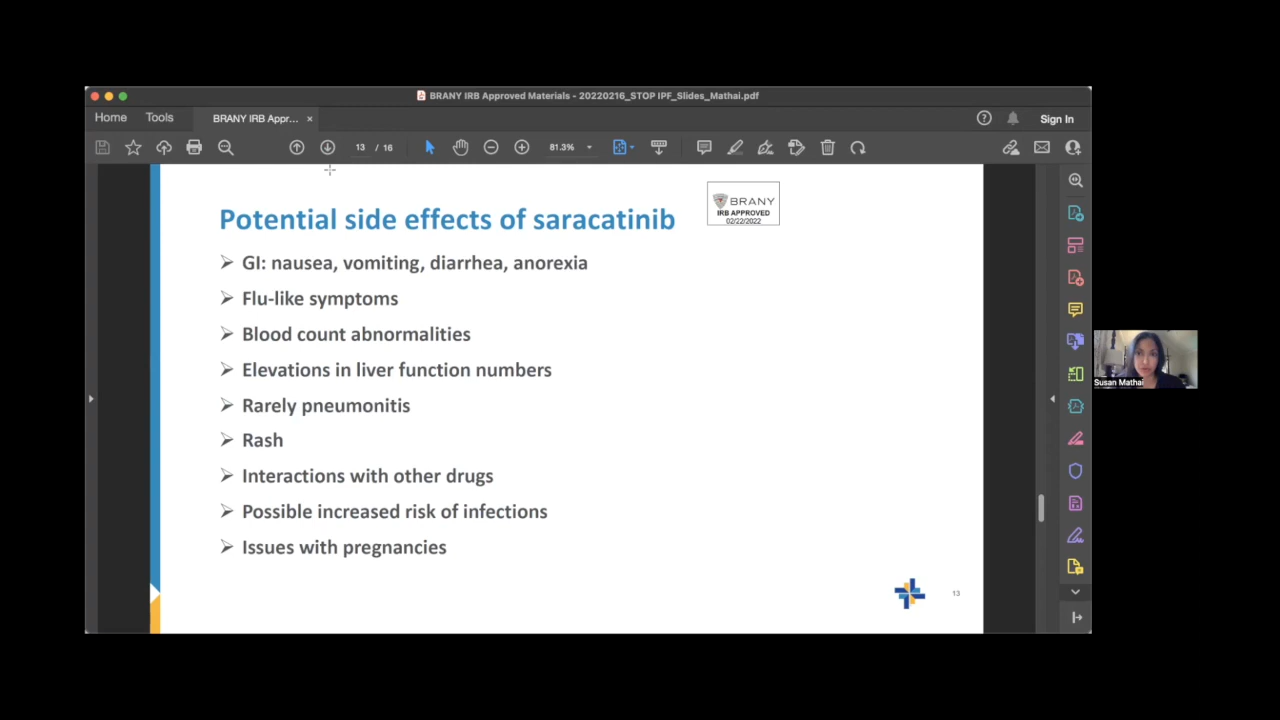 BRANY IRB Approved Materials - 20220216_STOP IPF_Slides_Mathai.pdf
Home Tools BRANY IRB Appr... × Sign In
13 / 16 81.3%
Potential side effects of saracatinib
BRANY
IRB APPROVED
02/22/2022
➢ GI: nausea, vomiting, diarrhea, anorexia
➢ Flu-like symptoms
➢ Blood count abnormalities
➢ Elevations in liver function numbers
➢ Rarely pneumonitis
➢ Rash
➢ Interactions with other drugs
➢ Possible increased risk of infections
➢ Issues with pregnancies
13
Susan Mathai